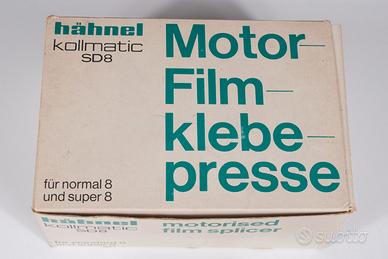 hähnel
kollmatic
SD8
Motor-
Film-
klebe-
presse
für normal 8
und super 8
hähnel
kollmatic
SD8
motorised
film splicer
subito